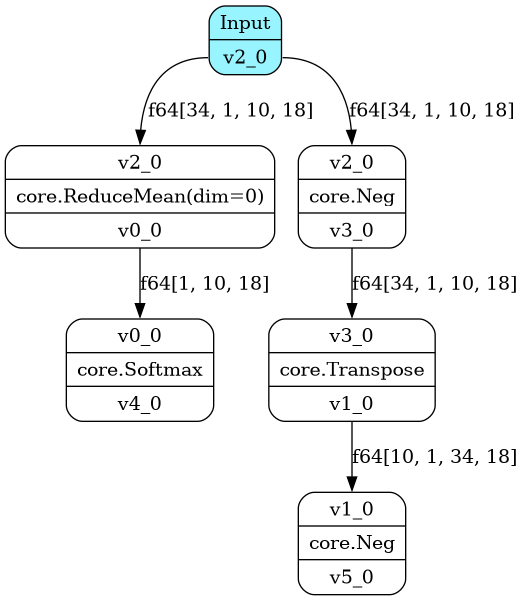 Input
v2_0
f64[34, 1, 10, 18]
f64[34, 1, 10, 18]
v2_0
core.ReduceMean(dim=0)
v0_0
v2_0
core.Neg
v3_0
f64[1, 10, 18]
f64[34, 1, 10, 18]
v0_0
core.Softmax
v4_0
v3_0
core.Transpose
v1_0
f64[10, 1, 34, 18]
v1_0
core.Neg
v5_0